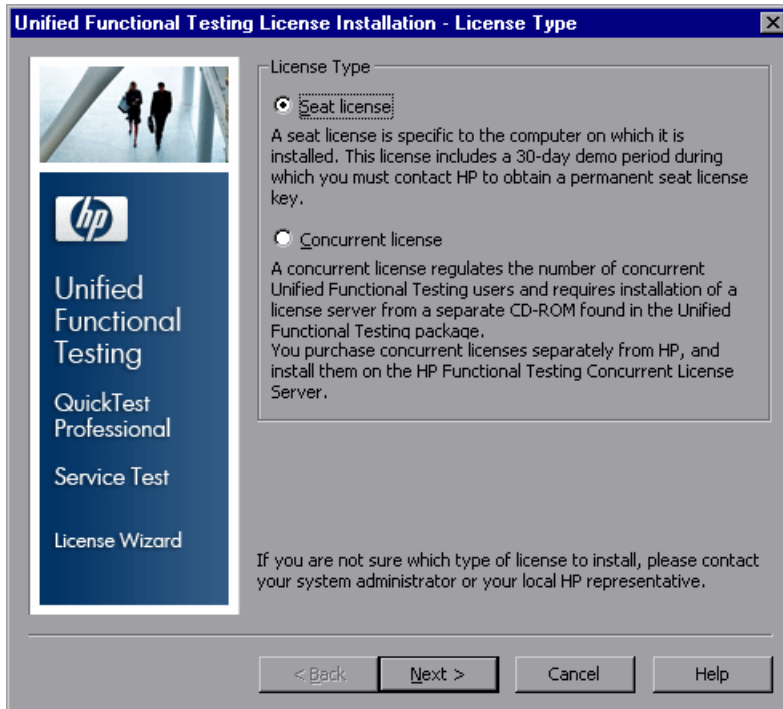 Unified Functional Testing License Installation - License Type
hp
Unified
Functional
Testing
QuickTest
Professional
Service Test
License Wizard
License Type
Seat license
A seat license is specific to the computer on which it is
installed. This license includes a 30-day demo period during
which you must contact HP to obtain a permanent seat license
key.
Concurrent license
A concurrent license regulates the number of concurrent
Unified Functional Testing users and requires installation of a
license server from a separate CD-ROM found in the Unified
Functional Testing package.
You purchase concurrent licenses separately from HP, and
install them on the HP Functional Testing Concurrent License
Server.
If you are not sure which type of license to install, please contact
your system administrator or your local HP representative.
< Back
Next >
Cancel
Help